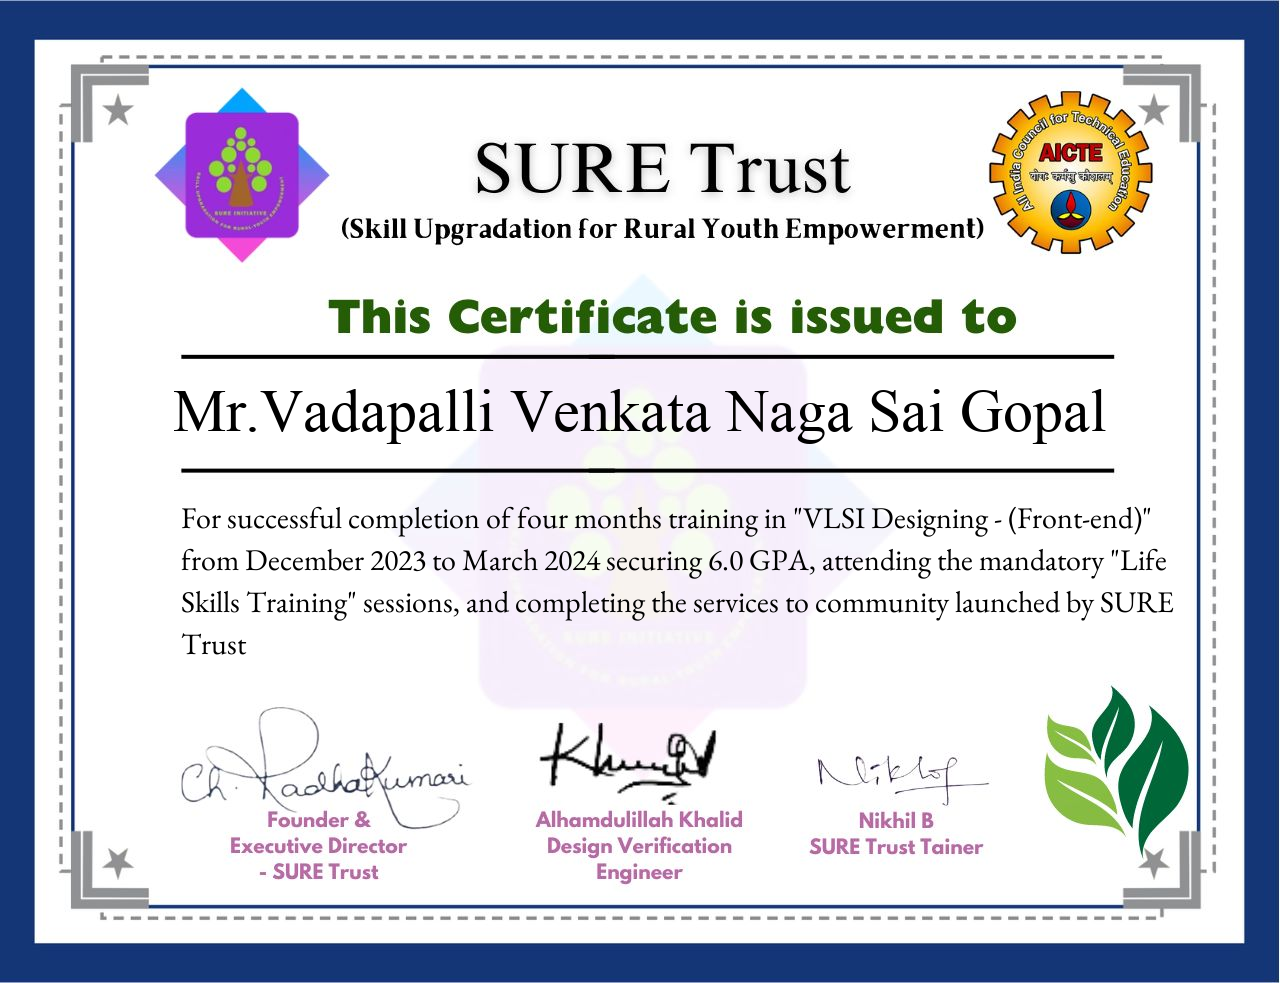 SURE Trust
(Skill Upgradation for Rural Youth Empowerment)
SKILL UPGRADATION FOR RURAL-YOUTH EMPOWERMENT
SURE INITIATIVE
All India Council for Technical Education
AICTE
योगः कर्मसु कौशलम्
This Certificate is issued to
Mr.Vadapalli Venkata Naga Sai Gopal
For successful completion of four months training in "VLSI Designing - (Front-end)"
from December 2023 to March 2024 securing 6.0 GPA, attending the mandatory "Life
Skills Training" sessions, and completing the services to community launched by SURE
Trust
SURE INITIATIVE
Ch. RadhaKumari
Founder &
Executive Director
- SURE Trust
Alhamdulillah Khalid
Design Verification
Engineer
Nikhil B
SURE Trust Tainer